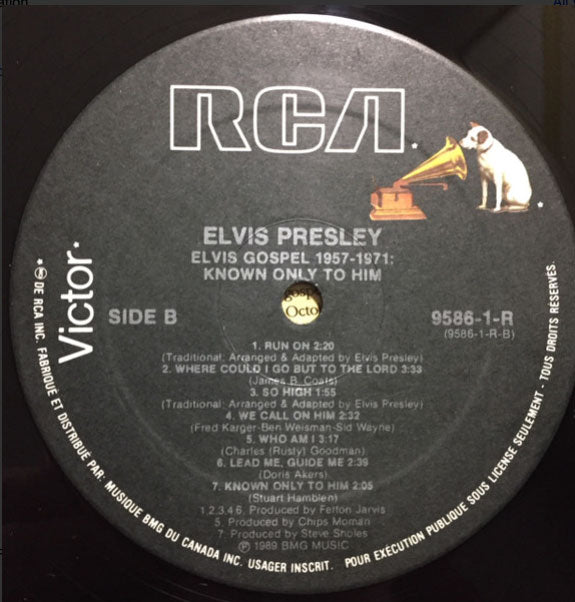 RCA
ELVIS PRESLEY
ELVIS GOSPEL 1957-1971:
KNOWN ONLY TO HIM
Victor
SIDE B
9586-1-R
(9586-1-R-B)
Gospel
Octo
1. RUN ON 2:20
(Traditional: Arranged & Adapted by Elvis Presley)
2. WHERE COULD I GO BUT TO THE LORD 3:33
(James B. Coats)
3. SO HIGH 1:55
(Traditional: Arranged & Adapted by Elvis Presley)
4. WE CALL ON HIM 2:32
(Fred Karger-Ben Weisman-Sid Wayne)
5. WHO AM I 3:17
(Charles (Rusty) Goodman)
6. LEAD ME, GUIDE ME 2:39
(Doris Akers)
7. KNOWN ONLY TO HIM 2:05
(Stuart Hamblen)
1,2,3,4,6. Produced by Felton Jarvis
5. Produced by Chips Moman
7. Produced by Steve Sholes
℗ 1989 BMG MUSIC
* ® DE RCA INC. FABRIQUÉ ET DISTRIBUÉ PAR: MUSIQUE BMG DU CANADA INC. USAGER INSCRIT. POUR EXÉCUTION PUBLIQUE SOUS LICENSE SEULEMENT - TOUS DROITS RÉSERVÉS.